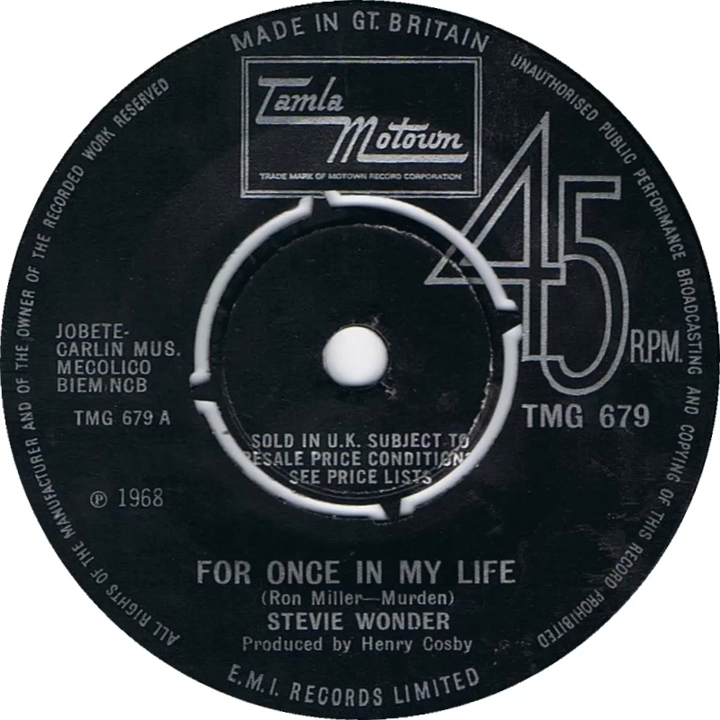 MADE IN GT. BRITAIN
UNAUTHORISED PUBLIC PERFORMANCE BROADCASTING AND COPYING OF THIS RECORD PROHIBITED
ALL RIGHTS OF THE MANUFACTURER AND OF THE OWNER OF THE RECORDED WORK RESERVED
Tamla
Motown
TRADE MARK OF MOTOWN RECORD CORPORATION
45
R.P.M.
JOBETE-
CARLIN MUS.
MECOLICO
BIEM NCB
TMG 679 A
TMG 679
SOLD IN U.K. SUBJECT TO
RESALE PRICE CONDITIONS
SEE PRICE LISTS
℗ 1968
FOR ONCE IN MY LIFE
(Ron Miller—Murden)
STEVIE WONDER
Produced by Henry Cosby
E.M.I. RECORDS LIMITED